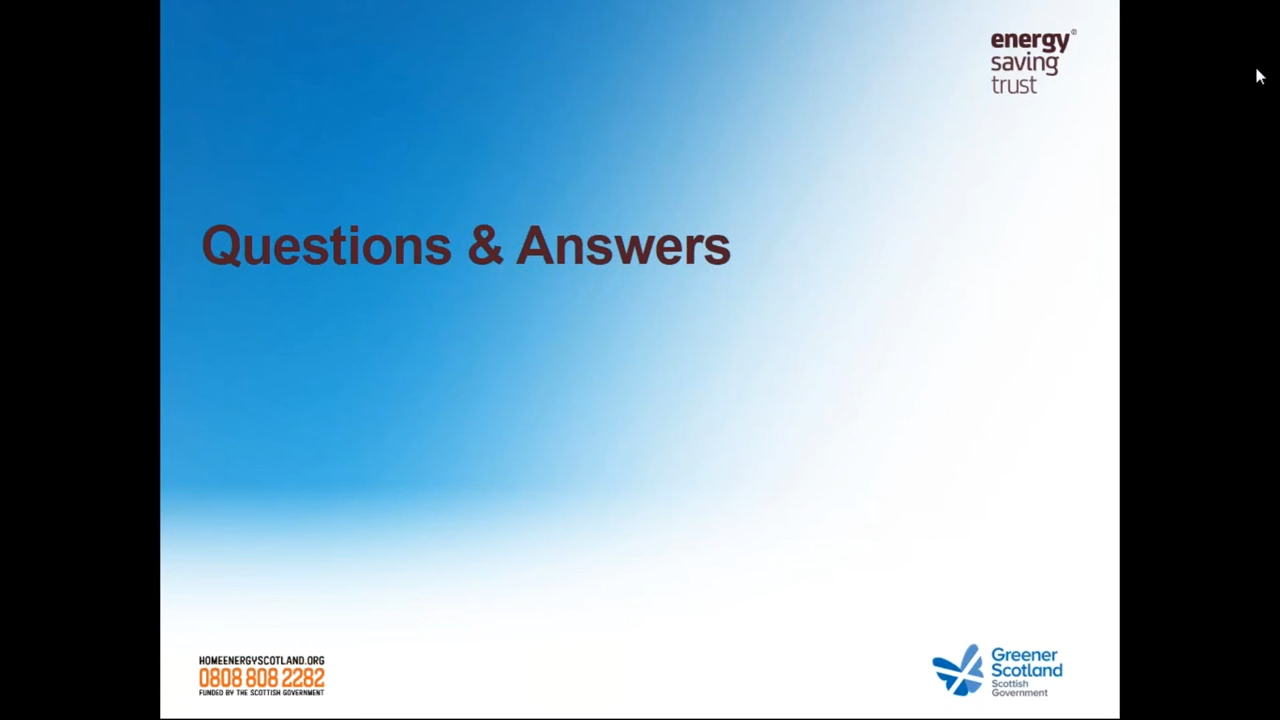 energy
saving
trust
Questions & Answers
HOMEENERGYSCOTLAND.ORG
0808 808 2282
FUNDED BY THE SCOTTISH GOVERNMENT
Greener
Scotland
Scottish
Government